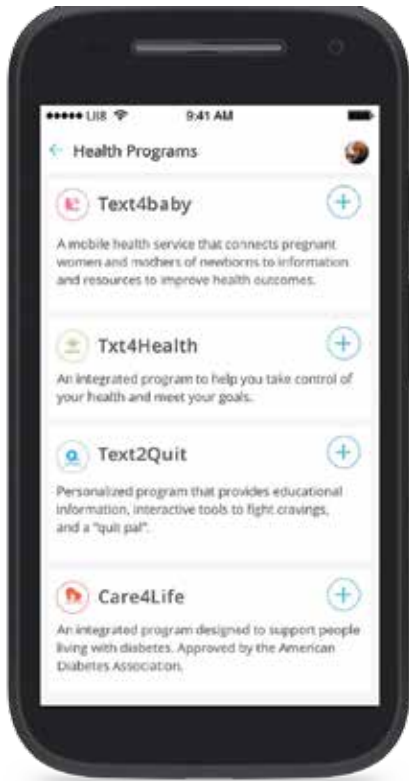 LII8 9:41 AM
Health Programs
Text4baby
A mobile health service that connects pregnant
women and mothers of newborns to information
and resources to improve health outcomes.
Txt4Health
An integrated program to help you take control of
your health and meet your goals.
Text2Quit
Personalized program that provides educational
information, interactive tools to fight cravings,
and a "quit pal".
Care4Life
An integrated program designed to support people
living with diabetes. Approved by the American
Diabetes Association.